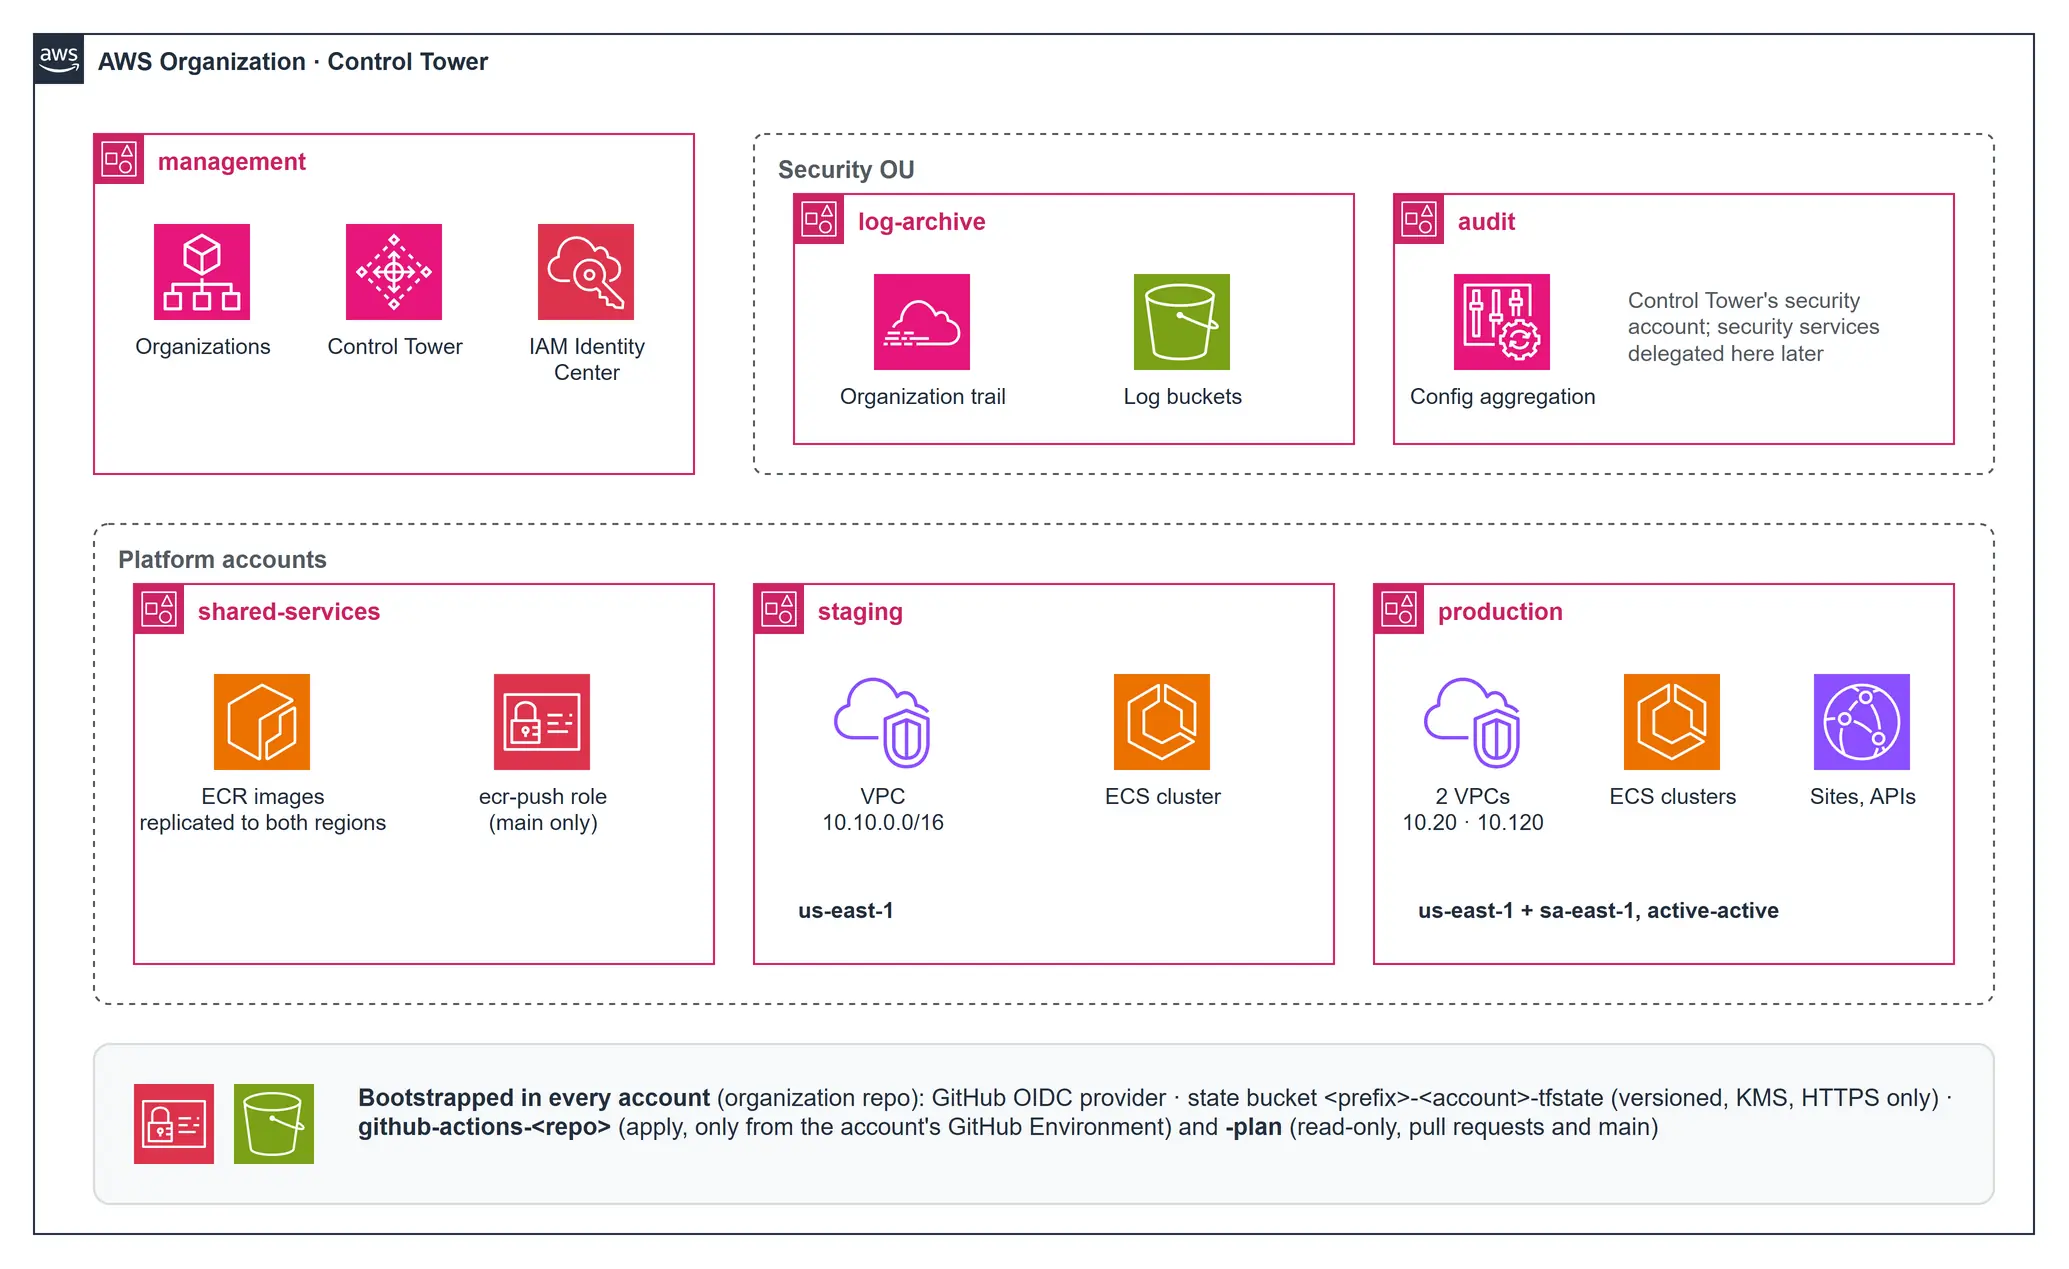 aws
AWS Organization · Control Tower
management
Organizations
Control Tower
IAM Identity
Center
Security OU
log-archive
Organization trail
Log buckets
audit
Config aggregation
Control Tower's security
account; security services
delegated here later
Platform accounts
shared-services
ECR images
replicated to both regions
ecr-push role
(main only)
staging
VPC
10.10.0.0/16
ECS cluster
us-east-1
production
2 VPCs
10.20 · 10.120
ECS clusters
Sites, APIs
us-east-1 + sa-east-1, active-active
Bootstrapped in every account (organization repo): GitHub OIDC provider · state bucket <prefix>-<account>-tfstate (versioned, KMS, HTTPS only) ·
github-actions-<repo> (apply, only from the account's GitHub Environment) and -plan (read-only, pull requests and main)